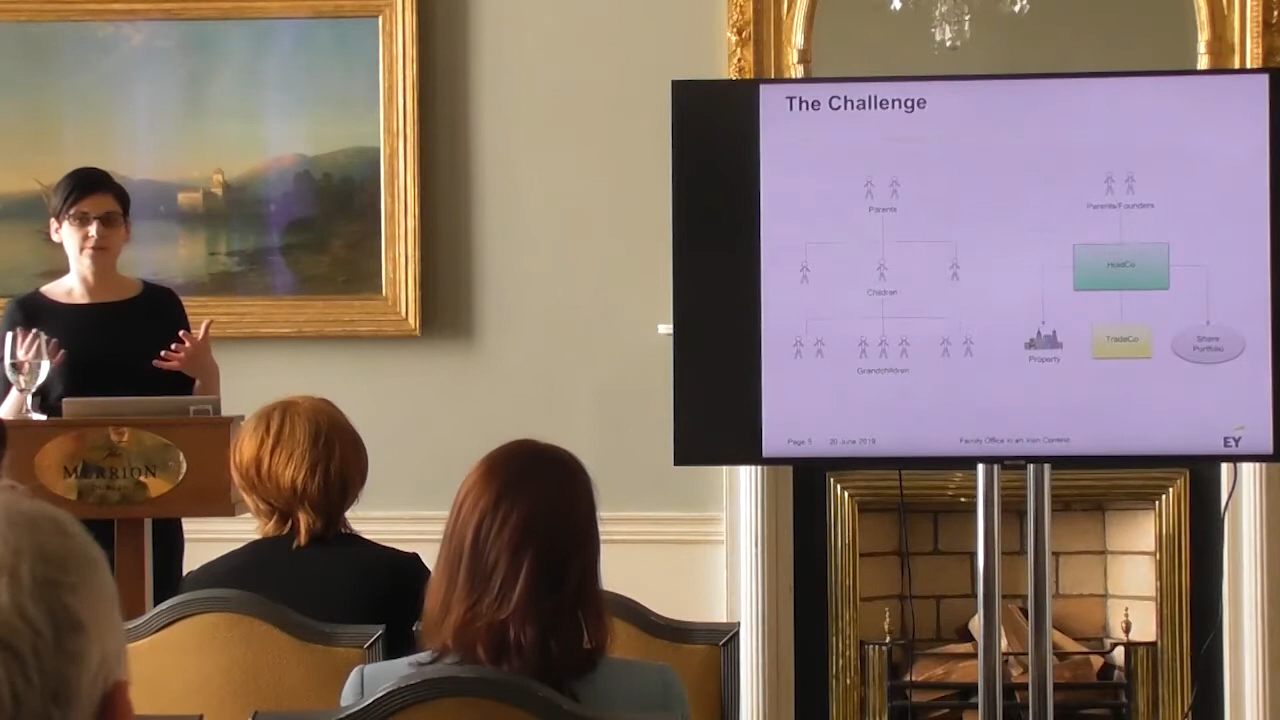 The
MERRION
The Challenge
Parents
Children
Grandchildren
Parents/Founders
HoldCo
Property
TradeCo
Share
Portfolio
Page 5 20 June 2019 Family Office in an Irish Context
EY